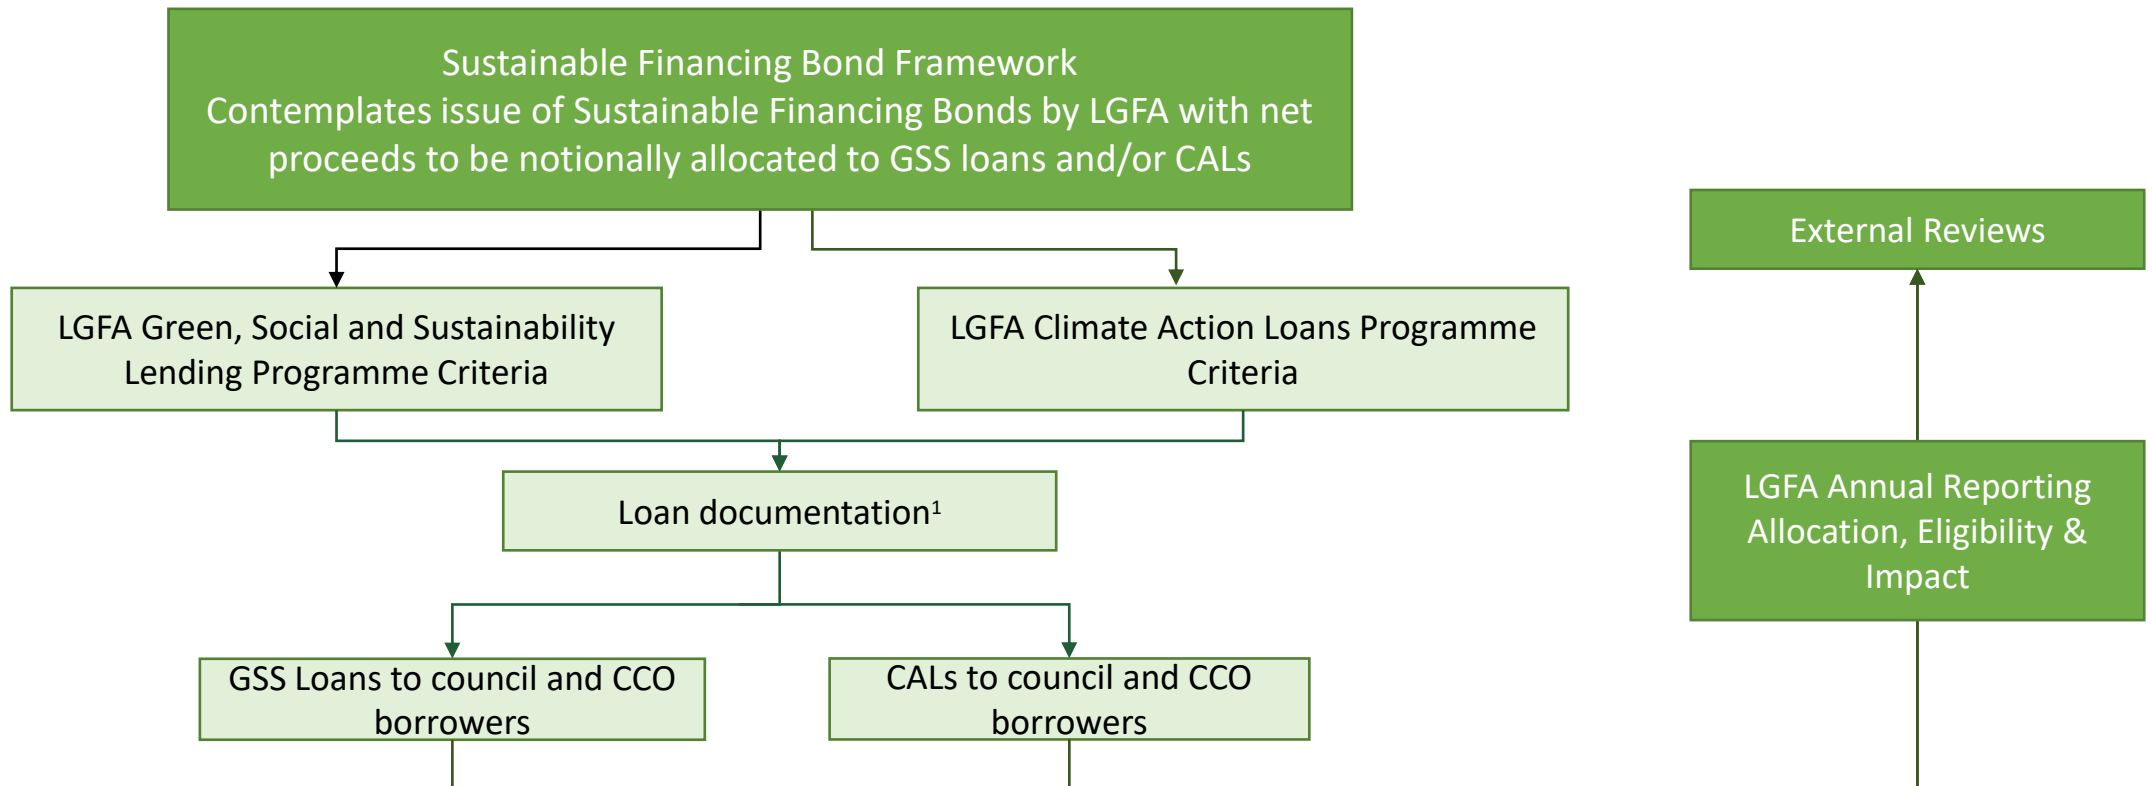 Sustainable Financing Bond Framework
Contemplates issue of Sustainable Financing Bonds by LGFA with net
proceeds to be notionally allocated to GSS loans and/or CALs
External Reviews
LGFA Green, Social and Sustainability
Lending Programme Criteria
LGFA Climate Action Loans Programme
Criteria
Loan documentation¹
LGFA Annual Reporting
Allocation, Eligibility &
Impact
GSS Loans to council and CCO
borrowers
CALs to council and CCO
borrowers